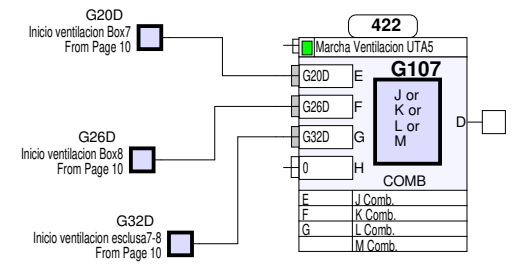 G20D
Inicio ventilacion Box7
From Page 10
G26D
Inicio ventilacion Box8
From Page 10
G32D
Inicio ventilacion esclusa7-8
From Page 10
422
Marcha Ventilacion UTA5
G107
G20D E
G26D F
G32D G
0 H
J or
K or
L or
M
D
COMB
E J Comb.
F K Comb.
G L Comb.
M Comb.